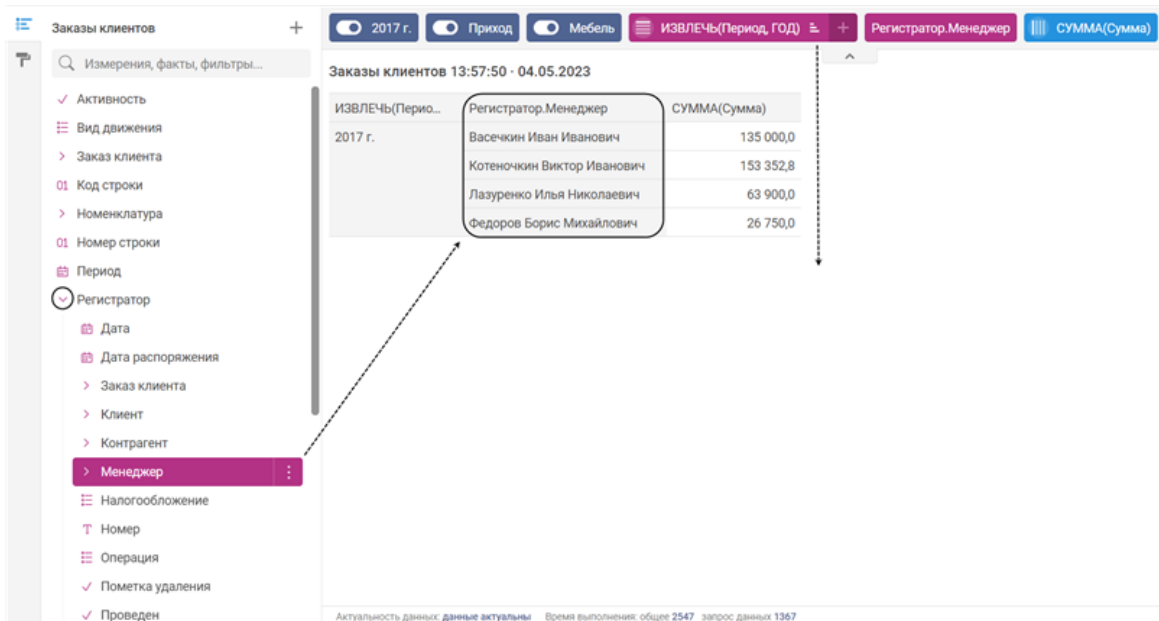 Заказы клиентов
Измерения, факты, фильтры...
Активность
Вид движения
Заказ клиента
01 Код строки
Номенклатура
01 Номер строки
Период
Регистратор
Дата
Дата распоряжения
Заказ клиента
Клиент
Контрагент
Менеджер
Налогообложение
T Номер
Операция
Пометка удаления
Проведен
2017 г. Приход Мебель ИЗВЛЕЧЬ(Период, ГОД) + Регистратор.Менеджер СУММА(Сумма)
Заказы клиентов 13:57:50 · 04.05.2023
ИЗВЛЕЧЬ(Перио... Регистратор.Менеджер СУММА(Сумма)
2017 г. Васечкин Иван Иванович 135 000,0
Котеночкин Виктор Иванович 153 352,8
Лазуренко Илья Николаевич 63 900,0
Федоров Борис Михайлович 26 750,0
Актуальность данных: данные актуальны Время выполнения: общее 2547 запрос данных 1367